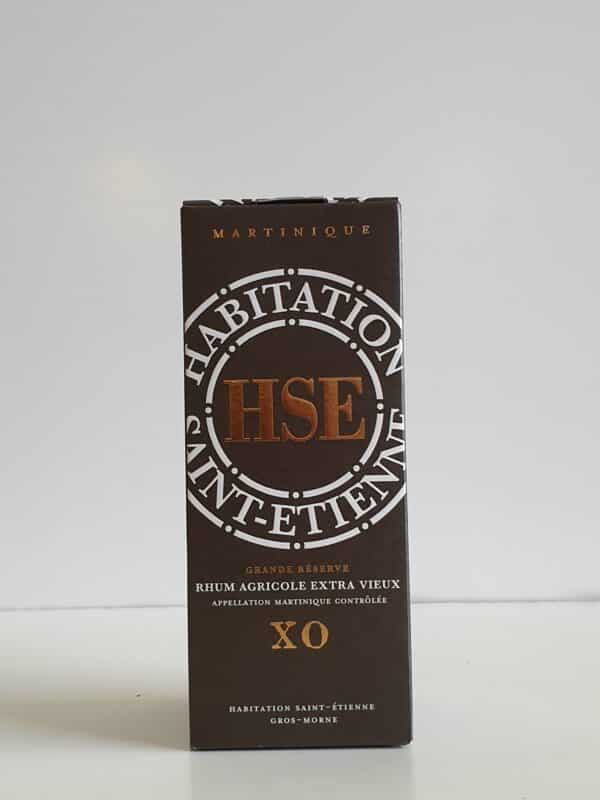 MARTINIQUE
HABITATION
HSE
SAINT-ETIENNE
GRANDE RÉSERVE
RHUM AGRICOLE EXTRA VIEUX
APPELLATION MARTINIQUE CONTRÔLÉE
XO
HABITATION SAINT-ÉTIENNE
GROS-MORNE